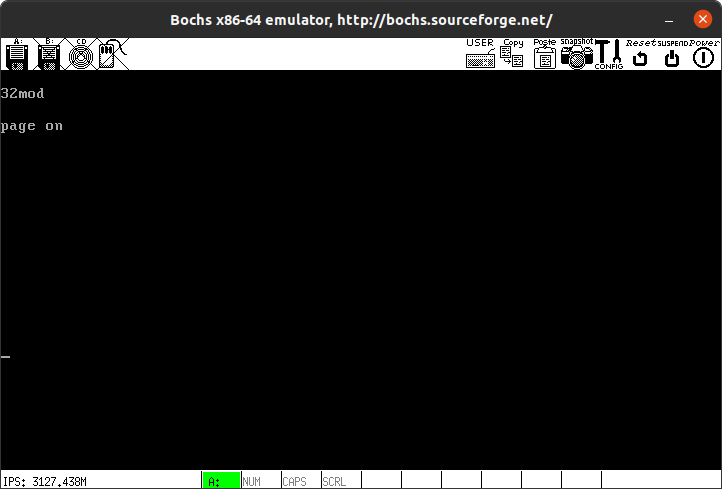 Bochs x86-64 emulator, http://bochs.sourceforge.net/
A: B: CD USER Copy Paste snapshot CONFIG Reset SUSPEND Power
32mod
page on
_
IPS: 3127.438M A: NUM CAPS SCRL